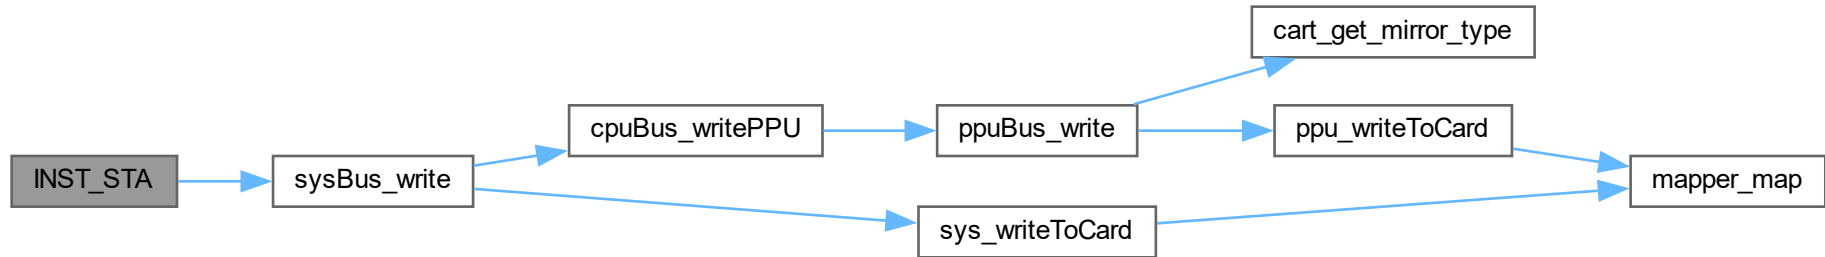 cart_get_mirror_type
cpuBus_writePPU
ppuBus_write
ppu_writeToCard
INST_STA
sysBus_write
mapper_map
sys_writeToCard